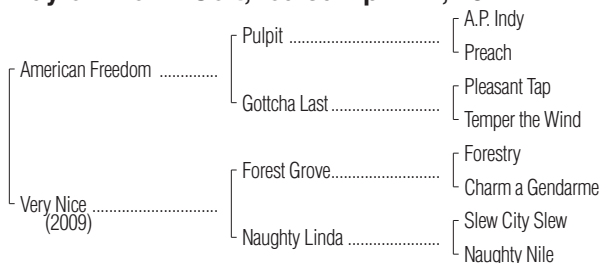 A.P. Indy
Pulpit
Preach
American Freedom
Pleasant Tap
Gottcha Last
Temper the Wind
Forestry
Forest Grove
Charm a Gendarme
Very Nice
(2009)
Slew City Slew
Naughty Linda
Naughty Nile